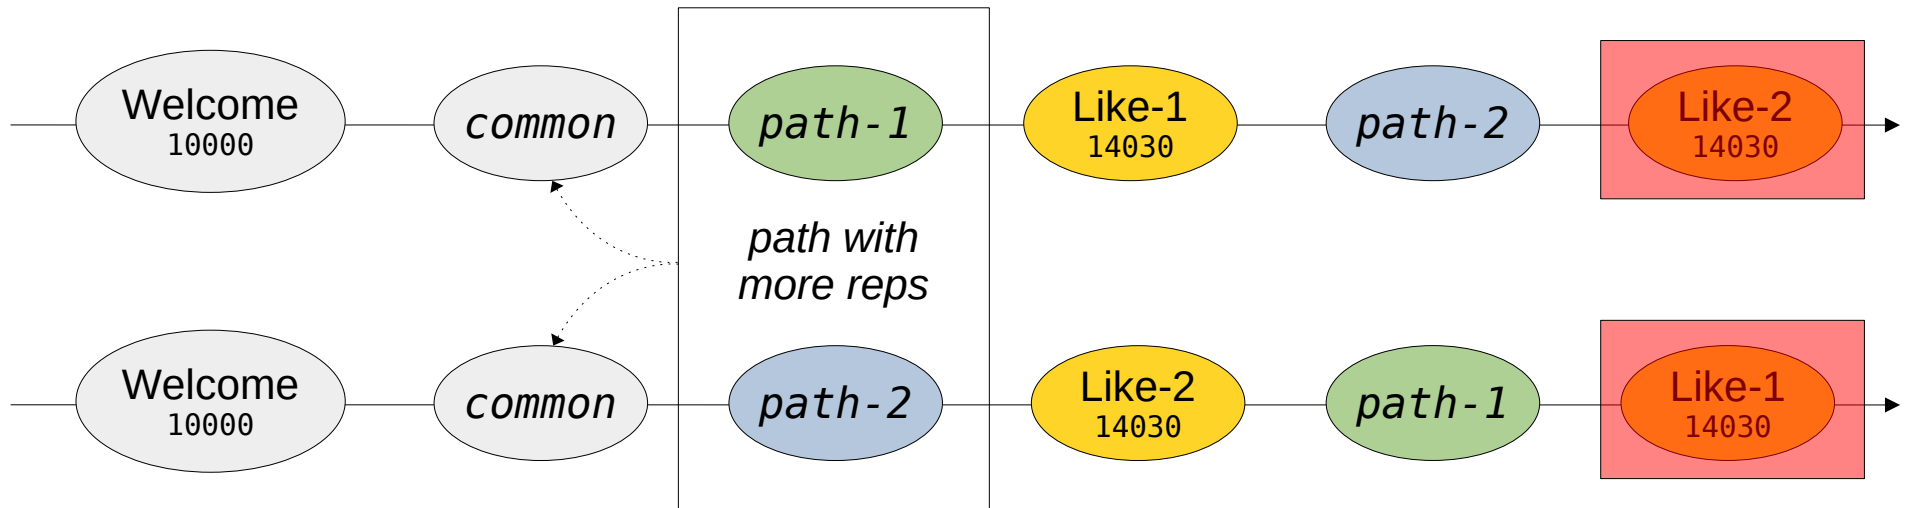 Welcome
10000
common
path-1
Like-1
14030
path-2
Like-2
14030
path with
more reps
Welcome
10000
common
path-2
Like-2
14030
path-1
Like-1
14030